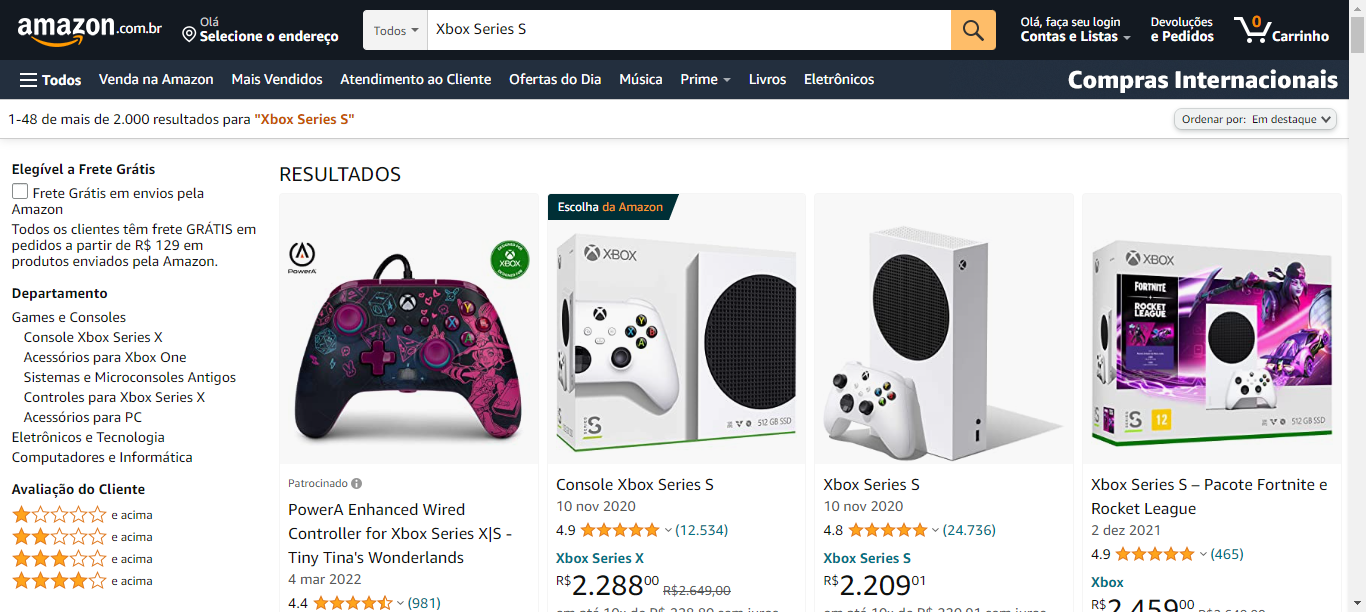 amazon.com.br
Olá
Selecione o endereço
Todos
Xbox Series S
Olá, faça seu login
Contas e Listas
Devoluções
e Pedidos
0
Carrinho
Todos
Venda na Amazon
Mais Vendidos
Atendimento ao Cliente
Ofertas do Dia
Música
Prime
Livros
Eletrônicos
Compras Internacionais
1-48 de mais de 2.000 resultados para "Xbox Series S"
Ordenar por: Em destaque
Elegível a Frete Grátis
Frete Grátis em envios pela
Amazon
Todos os clientes têm frete GRÁTIS em
pedidos a partir de R$ 129 em
produtos enviados pela Amazon.
Departamento
Games e Consoles
Console Xbox Series X
Acessórios para Xbox One
Sistemas e Microconsoles Antigos
Controles para Xbox Series X
Acessórios para PC
Eletrônicos e Tecnologia
Computadores e Informática
Avaliação do Cliente
e acima
e acima
e acima
e acima
RESULTADOS
PowerA
DESIGNED FOR
XBOX
Patrocinado
PowerA Enhanced Wired
Controller for Xbox Series X|S -
Tiny Tina's Wonderlands
4 mar 2022
4.4
(981)
Escolha da Amazon
XBOX
Y
X
B
A
SERIES
S
512 GB SSD
Console Xbox Series S
10 nov 2020
4.9
(12.534)
Xbox Series X
R$2.28800
R$2.649,00
Xbox Series S
10 nov 2020
4.8
(24.736)
Xbox Series S
R$2.20901
XBOX
FORTNITE
+
ROCKET
LEAGUE
SERIES
S
12
512 GB SSD
Xbox Series S – Pacote Fortnite e
Rocket League
2 dez 2021
4.9
(465)
Xbox
R$2.45900